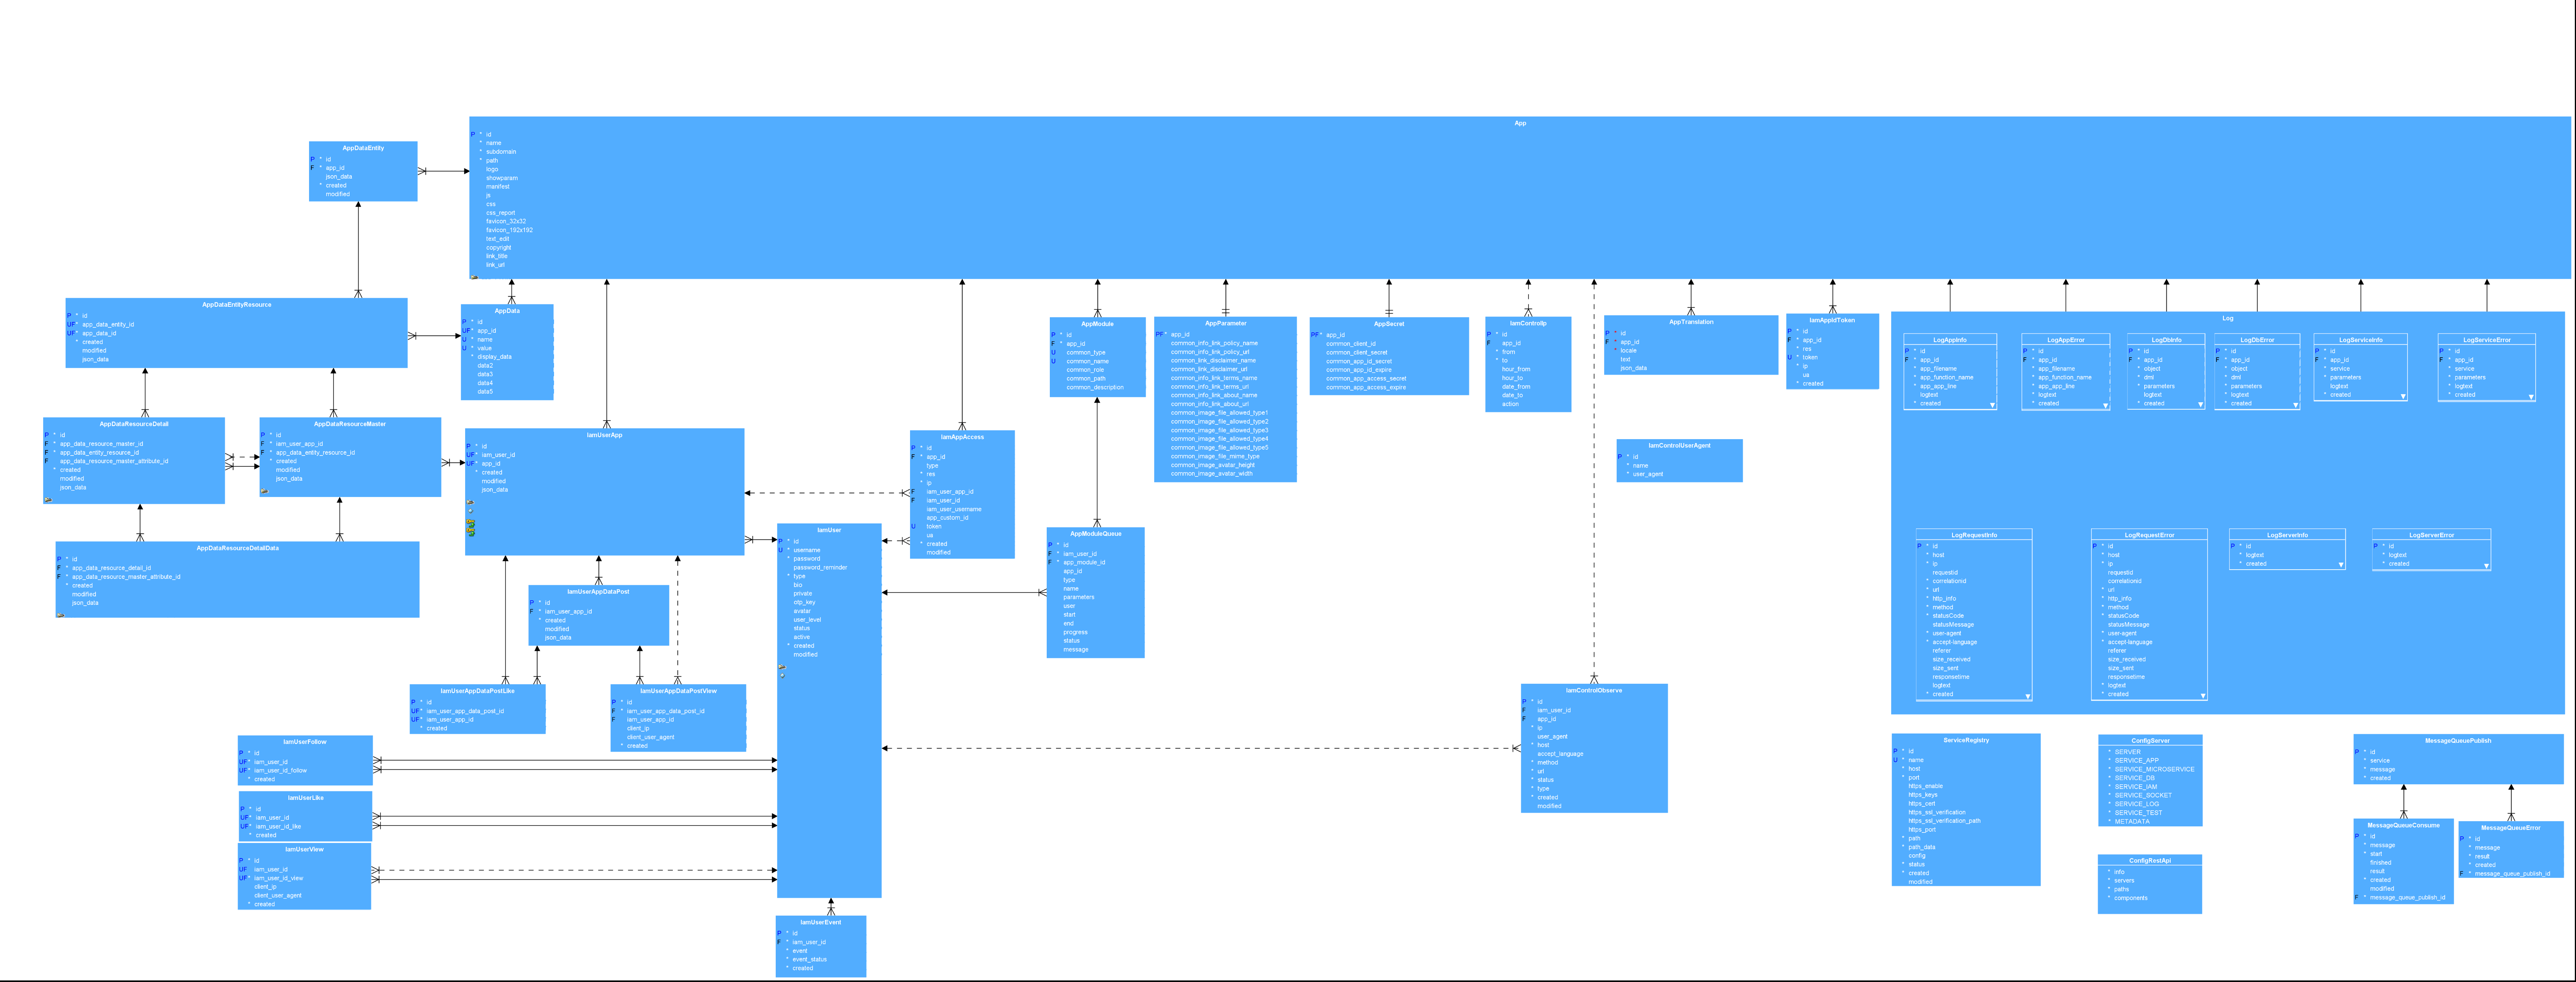 App
P * id
* name
* subdomain
* path
logo
showparam
manifest
js
css
css_report
favicon_32x32
favicon_192x192
text_edit
copyright
link_title
link_url
AppDataEntity
P * id
F * app_id
json_data
* created
modified
AppDataEntityResource
P * id
UF* app_data_entity_id
UF* app_data_id
* created
modified
json_data
AppData
P * id
UF* app_id
U * name
U * value
* display_data
data2
data3
data4
data5
AppDataResourceDetail
P * id
F * app_data_resource_master_id
F * app_data_entity_resource_id
F app_data_resource_master_attribute_id
* created
modified
json_data
AppDataResourceMaster
P * id
F * iam_user_app_id
F * app_data_entity_resource_id
* created
modified
json_data
AppDataResourceDetailData
P * id
F * app_data_resource_detail_id
F * app_data_resource_master_attribute_id
* created
modified
json_data
IamUserApp
P * id
UF* iam_user_id
UF* app_id
* created
modified
json_data
IamAppAccess
P * id
F * app_id
type
* res
* ip
F iam_user_app_id
F iam_user_id
iam_user_username
app_custom_id
U token
ua
* created
modified
AppModule
P * id
F * app_id
U common_type
U common_name
common_role
common_path
common_description
AppParameter
PF* app_id
common_info_link_policy_name
common_info_link_policy_url
common_link_disclaimer_name
common_link_disclaimer_url
common_info_link_terms_name
common_info_link_terms_url
common_info_link_about_name
common_info_link_about_url
common_image_file_allowed_type1
common_image_file_allowed_type2
common_image_file_allowed_type3
common_image_file_allowed_type4
common_image_file_allowed_type5
common_image_file_mime_type
common_image_avatar_height
common_image_avatar_width
AppSecret
PF* app_id
common_client_id
common_client_secret
common_app_id_secret
common_app_id_expire
common_app_access_secret
common_app_access_expire
IamControlIp
P * id
F app_id
* from
* to
hour_from
hour_to
date_from
date_to
action
AppTranslation
P * id
F * app_id
* locale
text
json_data
IamAppIdToken
P * id
F * app_id
* res
U * token
* ip
ua
* created
IamControlUserAgent
P * id
* name
* user_agent
AppModuleQueue
P * id
F * iam_user_id
F * app_module_id
app_id
type
name
parameters
user
start
end
progress
status
message
IamUser
P * id
U * username
* password
password_reminder
* type
bio
private
otp_key
avatar
user_level
status
active
* created
modified
IamUserAppDataPost
P * id
F * iam_user_app_id
* created
modified
json_data
IamUserAppDataPostLike
P * id
UF* iam_user_app_data_post_id
UF* iam_user_app_id
* created
IamUserAppDataPostView
P * id
F iam_user_app_data_post_id
F iam_user_app_id
client_ip
client_user_agent
* created
IamUserFollow
P * id
UF* iam_user_id
UF* iam_user_id_follow
* created
IamUserLike
P * id
UF* iam_user_id
UF* iam_user_id_like
* created
IamUserView
P * id
UF iam_user_id
UF* iam_user_id_view
client_ip
client_user_agent
* created
IamUserEvent
P * id
F * iam_user_id
* event
* event_status
* created
IamControlObserve
P * id
F iam_user_id
F app_id
* ip
user_agent
* host
accept_language
* method
* url
* status
* type
* created
modified
Log
LogAppInfo
P * id
F * app_id
* app_filename
* app_function_name
* app_app_line
logtext
* created
LogAppError
P * id
F * app_id
* app_filename
* app_function_name
* app_app_line
* logtext
* created
LogDbInfo
P * id
F * app_id
* object
* dml
* parameters
logtext
* created
LogDbError
P * id
F * app_id
* object
* dml
* parameters
* logtext
* created
LogServiceInfo
P * id
F * app_id
* service
* parameters
logtext
* created
LogServiceError
P * id
F * app_id
* service
* parameters
* logtext
* created
LogRequestInfo
P * id
* host
* ip
requestid
* correlationid
* url
* http_info
* method
* statusCode
statusMessage
* user-agent
* accept-language
referer
size_received
size_sent
responsetime
logtext
* created
LogRequestError
P * id
* host
* ip
requestid
correlationid
* url
* http_info
* method
* statusCode
statusMessage
* user-agent
* accept-language
referer
size_received
size_sent
responsetime
* logtext
* created
LogServerInfo
P * id
* logtext
* created
LogServerError
P * id
* logtext
* created
ServiceRegistry
P * id
U * name
* host
* port
https_enable
https_keys
https_cert
https_ssl_verification
https_ssl_verification_path
https_port
* path
* path_data
config
* status
* created
modified
ConfigServer
* SERVER
* SERVICE_APP
* SERVICE_MICROSERVICE
* SERVICE_DB
* SERVICE_IAM
* SERVICE_SOCKET
* SERVICE_LOG
* SERVICE_TEST
* METADATA
ConfigRestApi
* info
* servers
* paths
* components
MessageQueuePublish
P * id
* service
* message
* created
MessageQueueConsume
P * id
* message
* start
finished
result
* created
modified
F * message_queue_publish_id
MessageQueueError
P * id
* message
* result
* created
F * message_queue_publish_id